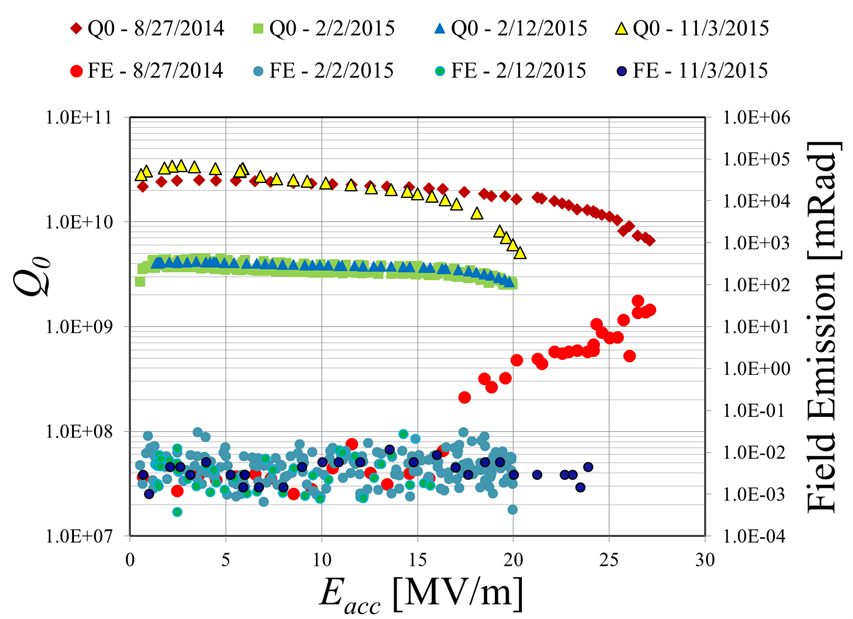 Q0 - 8/27/2014 Q0 - 2/2/2015 Q0 - 2/12/2015 Q0 - 11/3/2015
FE - 8/27/2014 FE - 2/2/2015 FE - 2/12/2015 FE - 11/3/2015
1.0E+11
1.0E+10
1.0E+09
1.0E+08
1.0E+07
Q0
1.0E+06
1.0E+05
1.0E+04
1.0E+03
1.0E+02
1.0E+01
1.0E+00
1.0E-01
1.0E-02
1.0E-03
1.0E-04
Field Emission [mRad]
0 5 10 15 20 25 30
Eacc [MV/m]